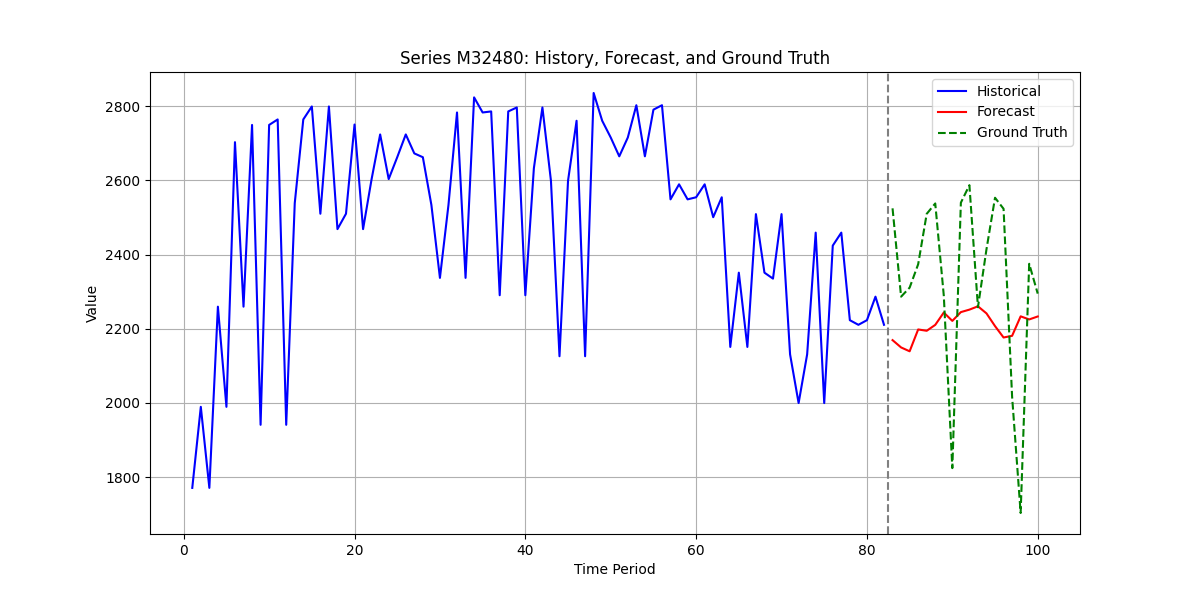 Series M32480: History, Forecast, and Ground Truth
Historical
Forecast
Ground Truth
Value
2800
2600
2400
2200
2000
1800
0 20 40 60 80 100
Time Period